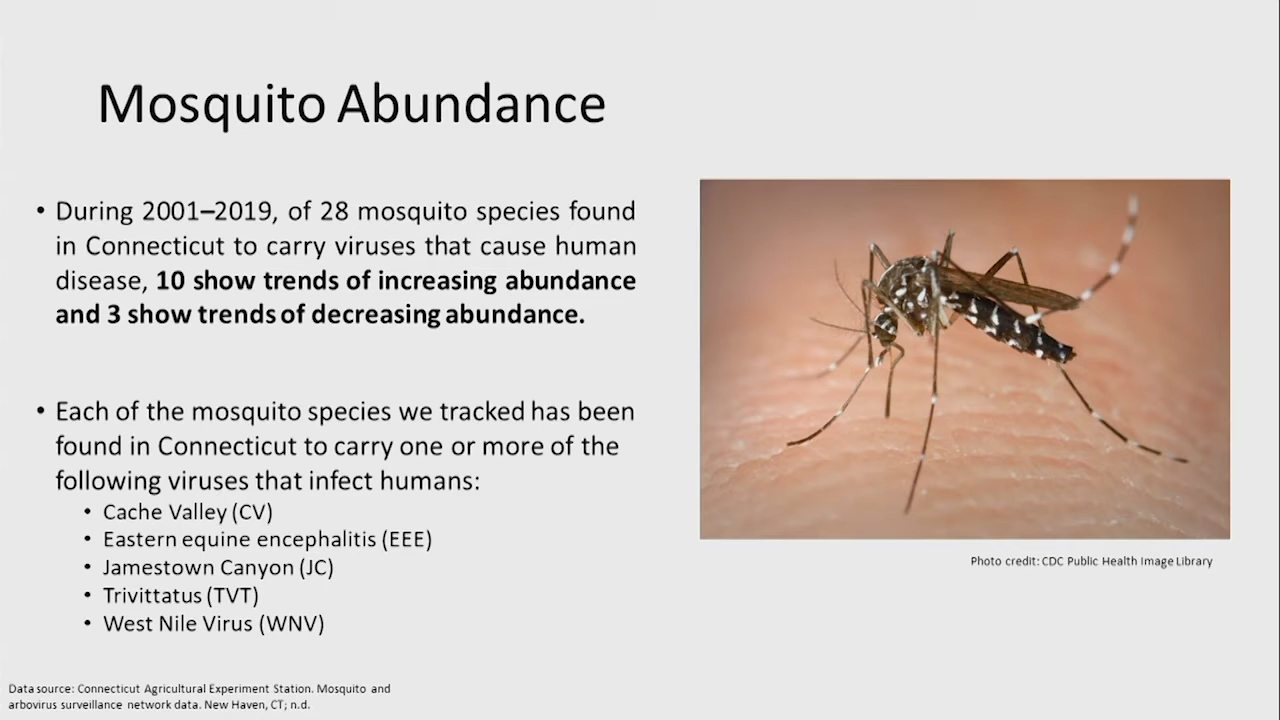 Mosquito Abundance
• During 2001–2019, of 28 mosquito species found
in Connecticut to carry viruses that cause human
disease, 10 show trends of increasing abundance
and 3 show trends of decreasing abundance.
• Each of the mosquito species we tracked has been
found in Connecticut to carry one or more of the
following viruses that infect humans:
• Cache Valley (CV)
• Eastern equine encephalitis (EEE)
• Jamestown Canyon (JC)
• Trivittatus (TVT)
• West Nile Virus (WNV)
Photo credit: CDC Public Health Image Library
Data source: Connecticut Agricultural Experiment Station. Mosquito and
arbovirus surveillance network data. New Haven, CT; n.d.